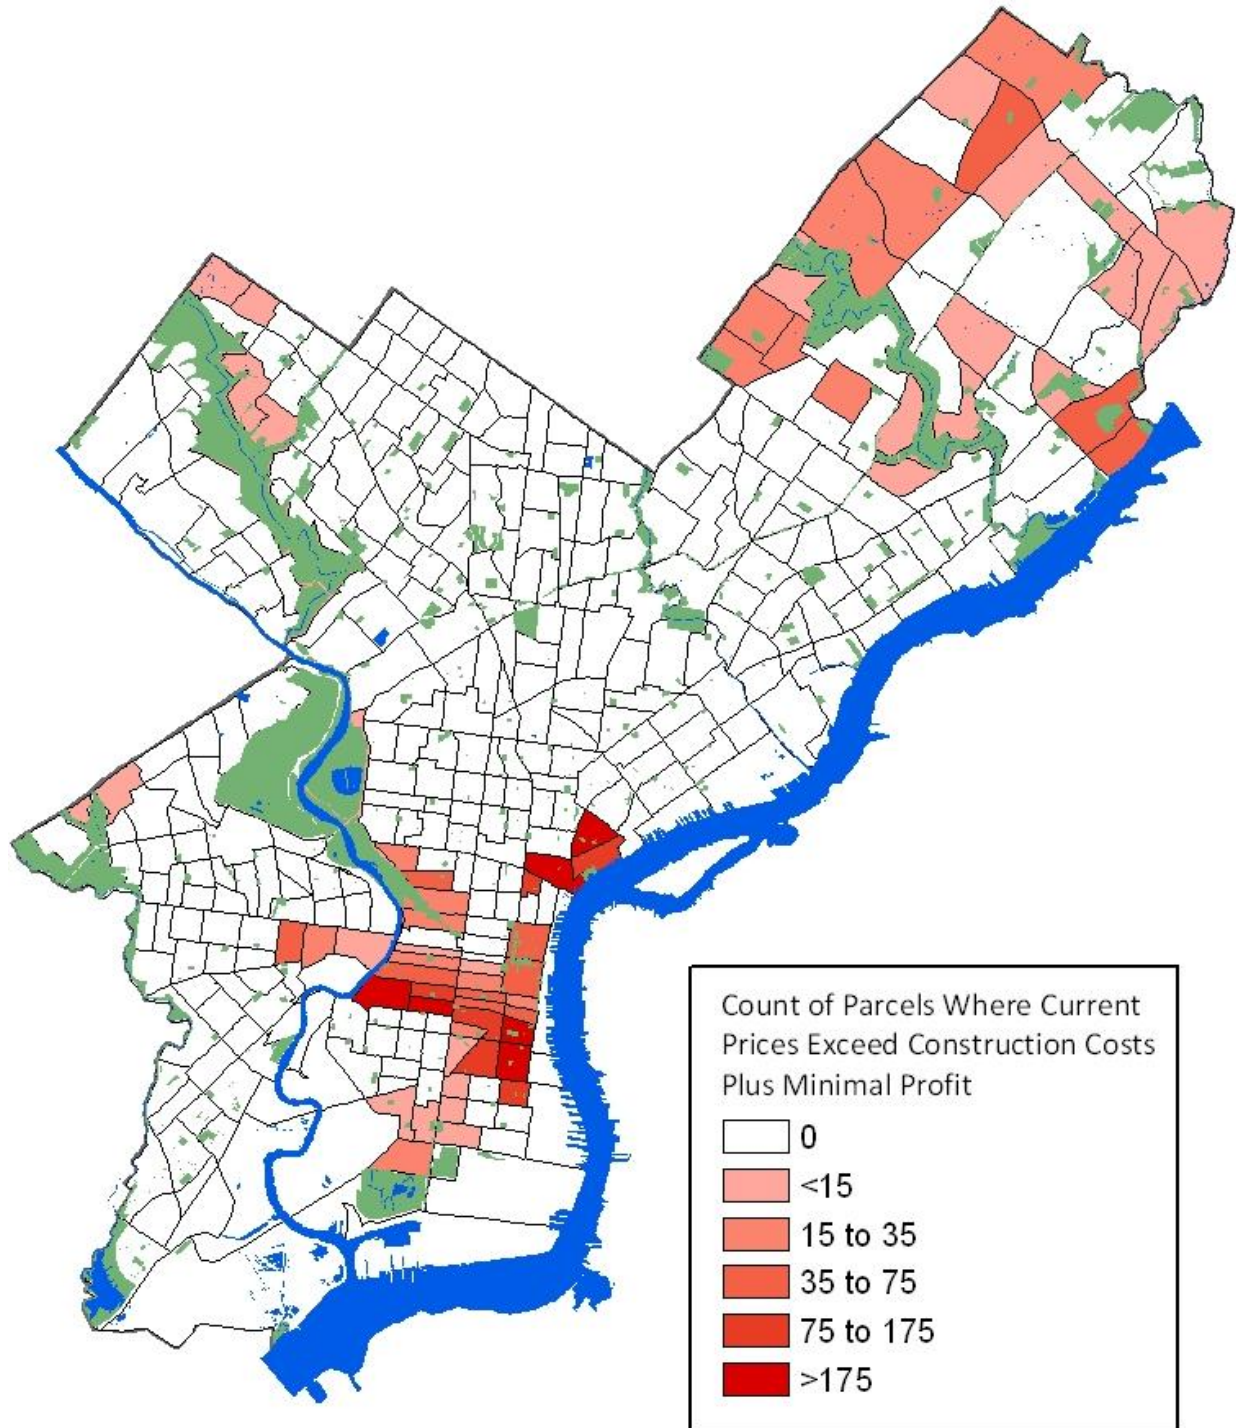 Count of Parcels Where Current
Prices Exceed Construction Costs
Plus Minimal Profit
0
<15
15 to 35
35 to 75
75 to 175
>175